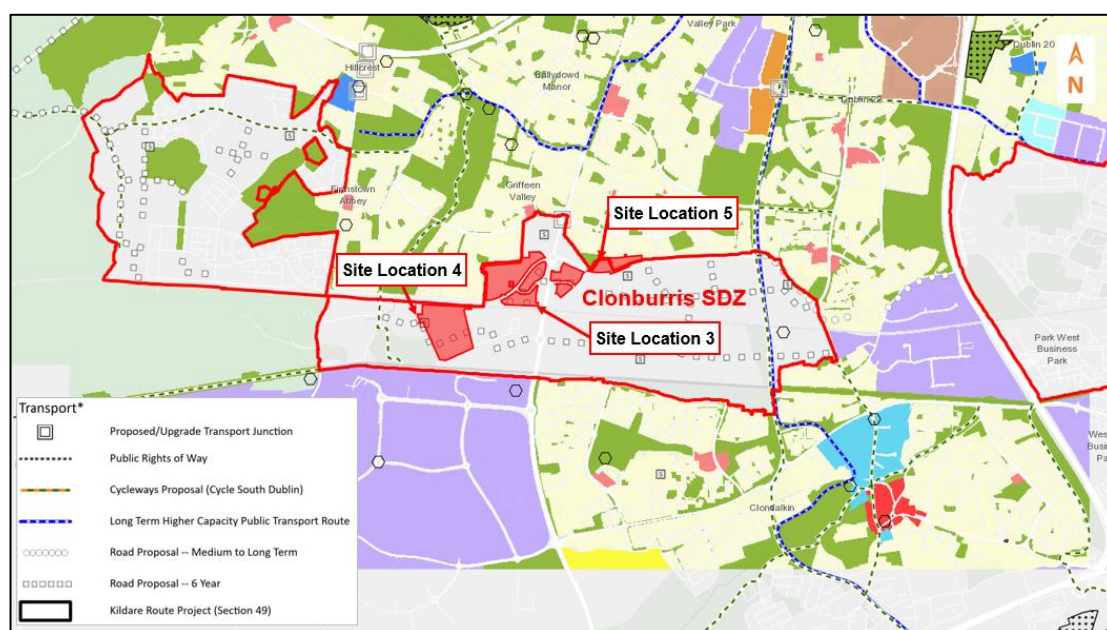 Valley Park
Dublin 20
N
Hillcrest
Ballydowd
Manor
Dublin 22
Finnstown
Abbey
Griffeen
Valley
S
S
S
S
S
S
S
Site Location 5
Site Location 4
Clonburris SDZ
Site Location 3
Park West
Business
Park
Clondalkin
Transport*
Proposed/Upgrade Transport Junction
Public Rights of Way
Cycleways Proposal (Cycle South Dublin)
Long Term Higher Capacity Public Transport Route
Road Proposal -- Medium to Long Term
Road Proposal -- 6 Year
Kildare Route Project (Section 49)